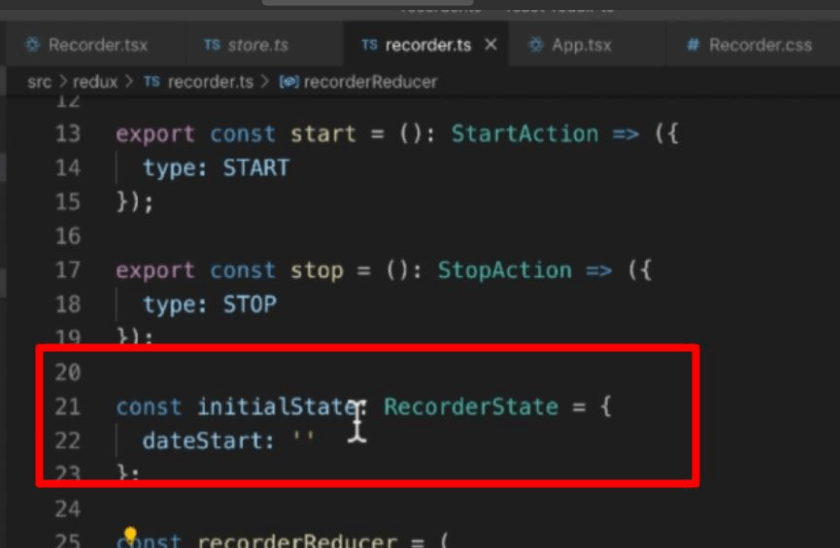 Recorder.tsx TS store.ts TS recorder.ts × App.tsx # Recorder.css
src > redux > TS recorder.ts > recorderReducer
12
13 export const start = (): StartAction => ({
14 type: START
15 });
16
17 export const stop = (): StopAction => ({
18 type: STOP
19 });
20
21 const initialState: RecorderState = {
22 dateStart: ''
23 };
24
25 const recorderReducer = (